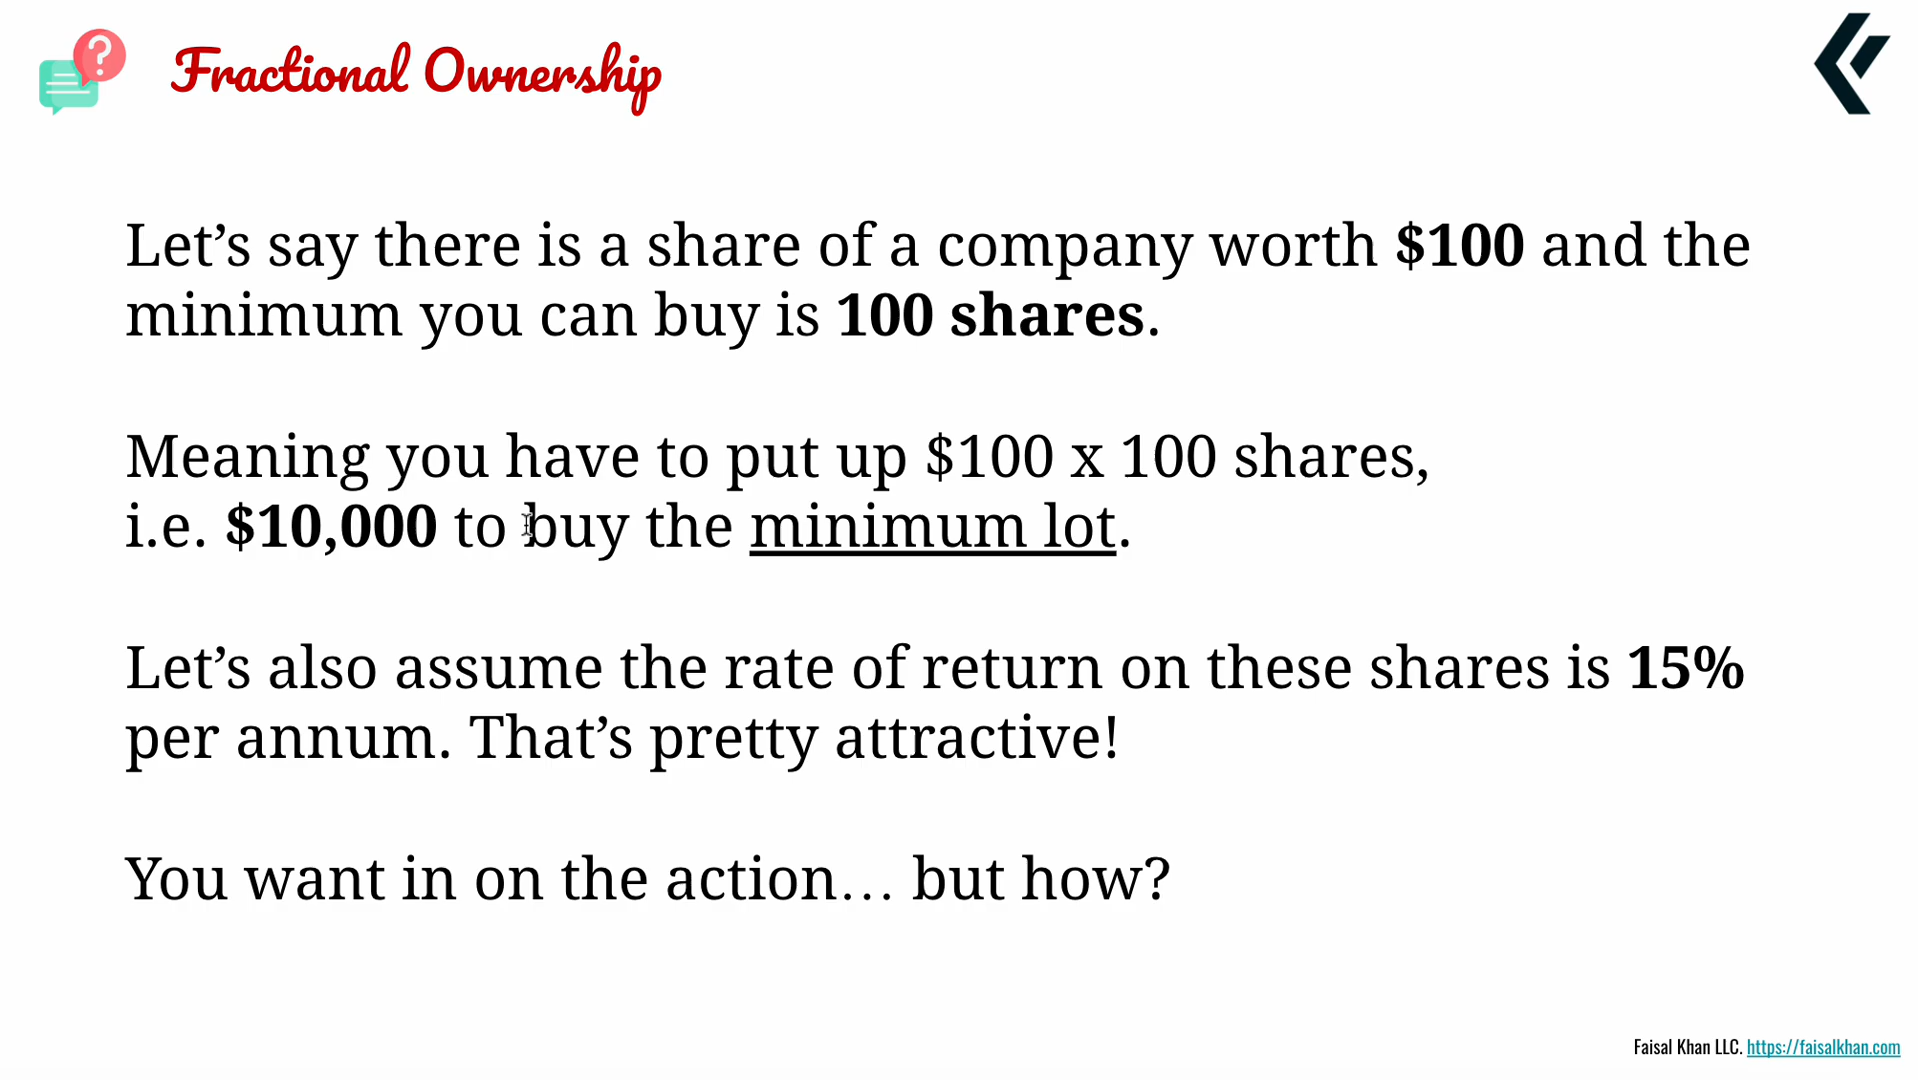 Fractional Ownership
Let’s say there is a share of a company worth $100 and the
minimum you can buy is 100 shares.
Meaning you have to put up $100 x 100 shares,
i.e. $10,000 to buy the minimum lot.
Let’s also assume the rate of return on these shares is 15%
per annum. That’s pretty attractive!
You want in on the action… but how?
Faisal Khan LLC. https://faisalkhan.com